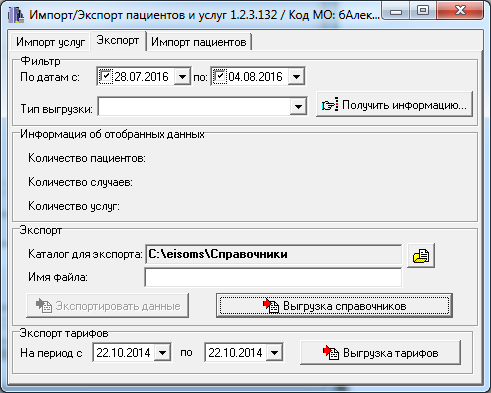 Импорт/Экспорт пациентов и услуг 1.2.3.132 / Код МО: 6Алек...
Импорт услуг Экспорт Импорт пациентов
Фильтр
По датам с: 28.07.2016 по: 04.08.2016
Тип выгрузки: Получить информацию...
Информация об отобранных данных
Количество пациентов:
Количество случаев:
Количество услуг:
Экспорт
Каталог для экспорта: C:\eisoms\Справочники
Имя файла:
Экспортировать данные Выгрузка справочников
Экспорт тарифов
На период с 22.10.2014 по 22.10.2014 Выгрузка тарифов